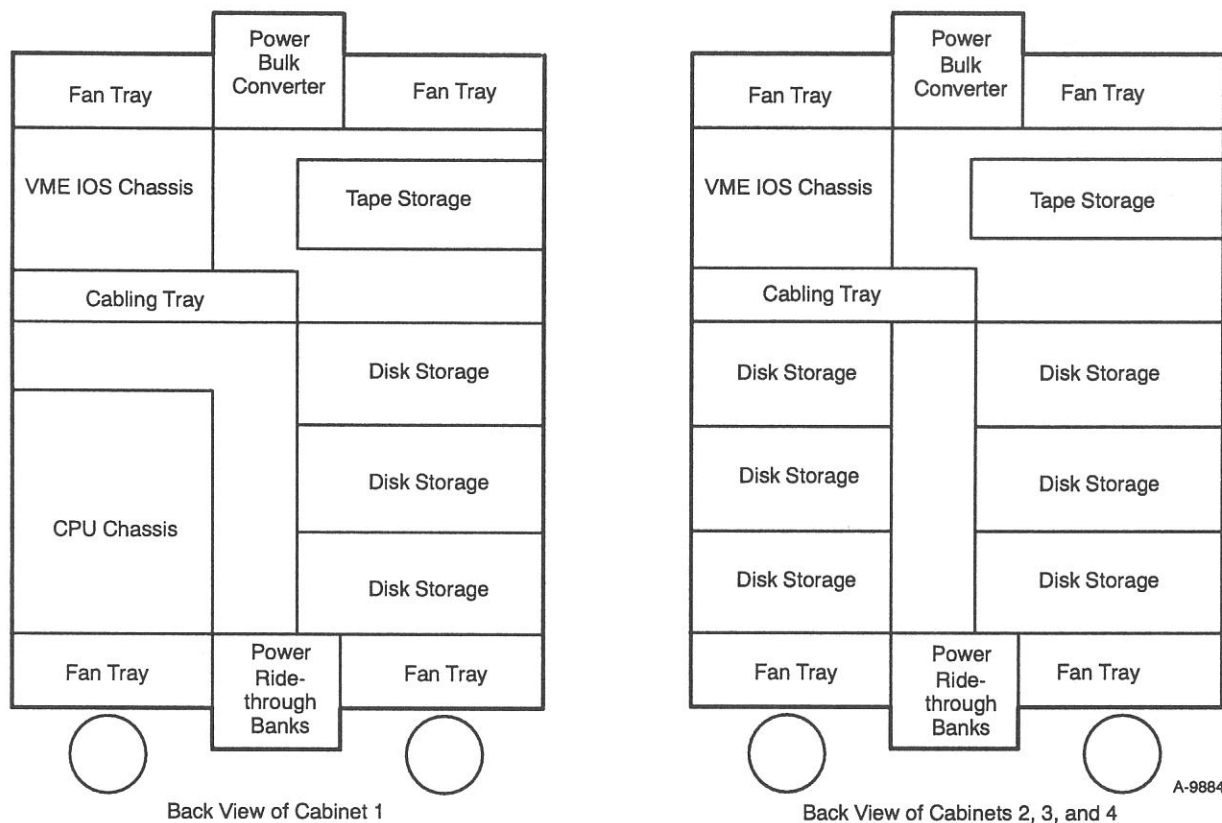 Power
Bulk
Converter
Fan Tray
Fan Tray
VME IOS Chassis
Tape Storage
Cabling Tray
Disk Storage
Disk Storage
CPU Chassis
Disk Storage
Fan Tray
Power
Ride-
through
Banks
Fan Tray
Back View of Cabinet 1
Power
Bulk
Converter
Fan Tray
Fan Tray
VME IOS Chassis
Tape Storage
Cabling Tray
Disk Storage
Disk Storage
Disk Storage
Disk Storage
Disk Storage
Disk Storage
Fan Tray
Power
Ride-
through
Banks
Fan Tray
A-9884
Back View of Cabinets 2, 3, and 4